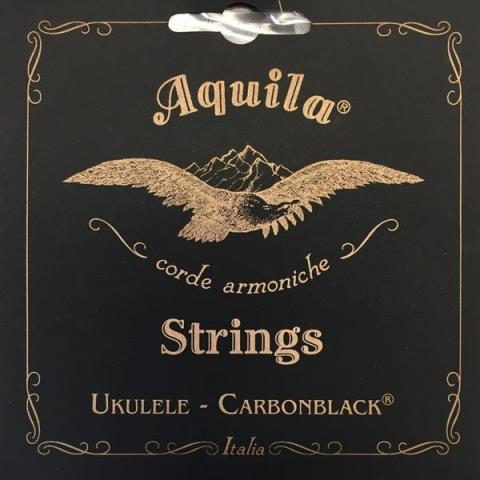 Aquila®
corde armoniche
Strings
UKULELE - CARBONBLACK®
Italia